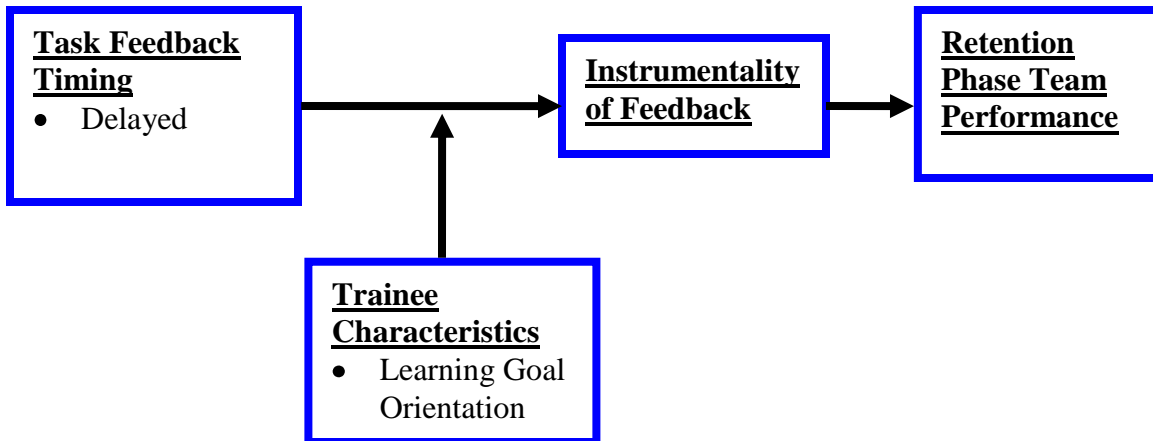 Task Feedback
Timing
• Delayed
Instrumentality
of Feedback
Retention
Phase Team
Performance
Trainee
Characteristics
• Learning Goal
Orientation